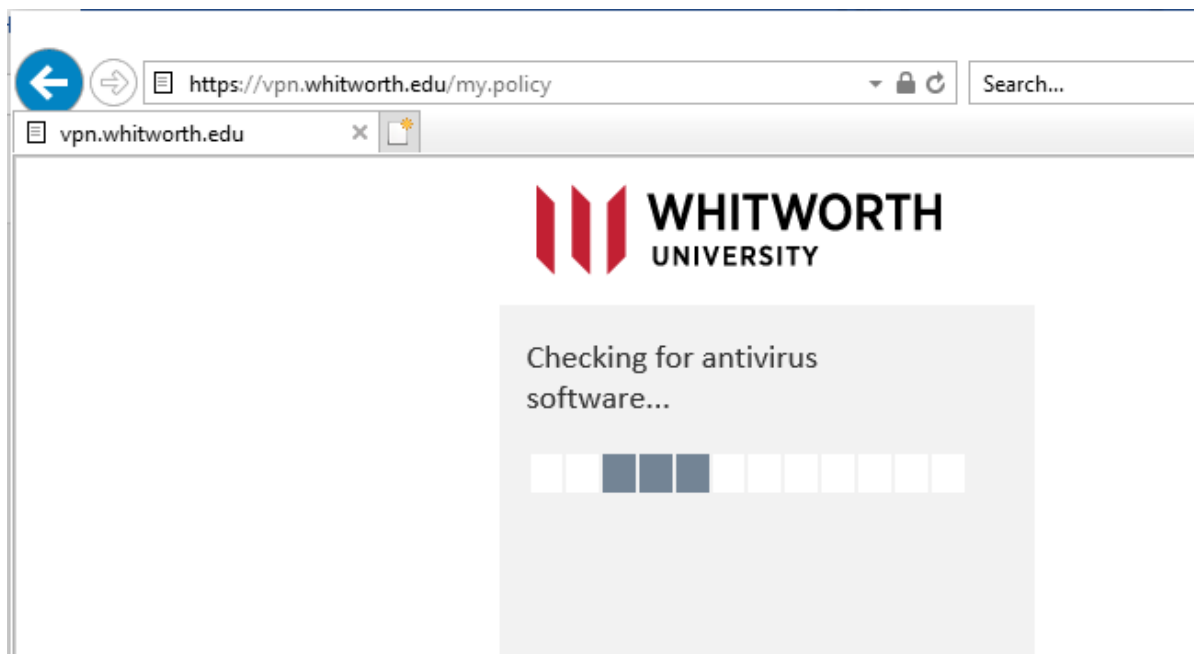 https://vpn.whitworth.edu/my.policy
Search...
vpn.whitworth.edu
WHITWORTH
UNIVERSITY
Checking for antivirus
software...